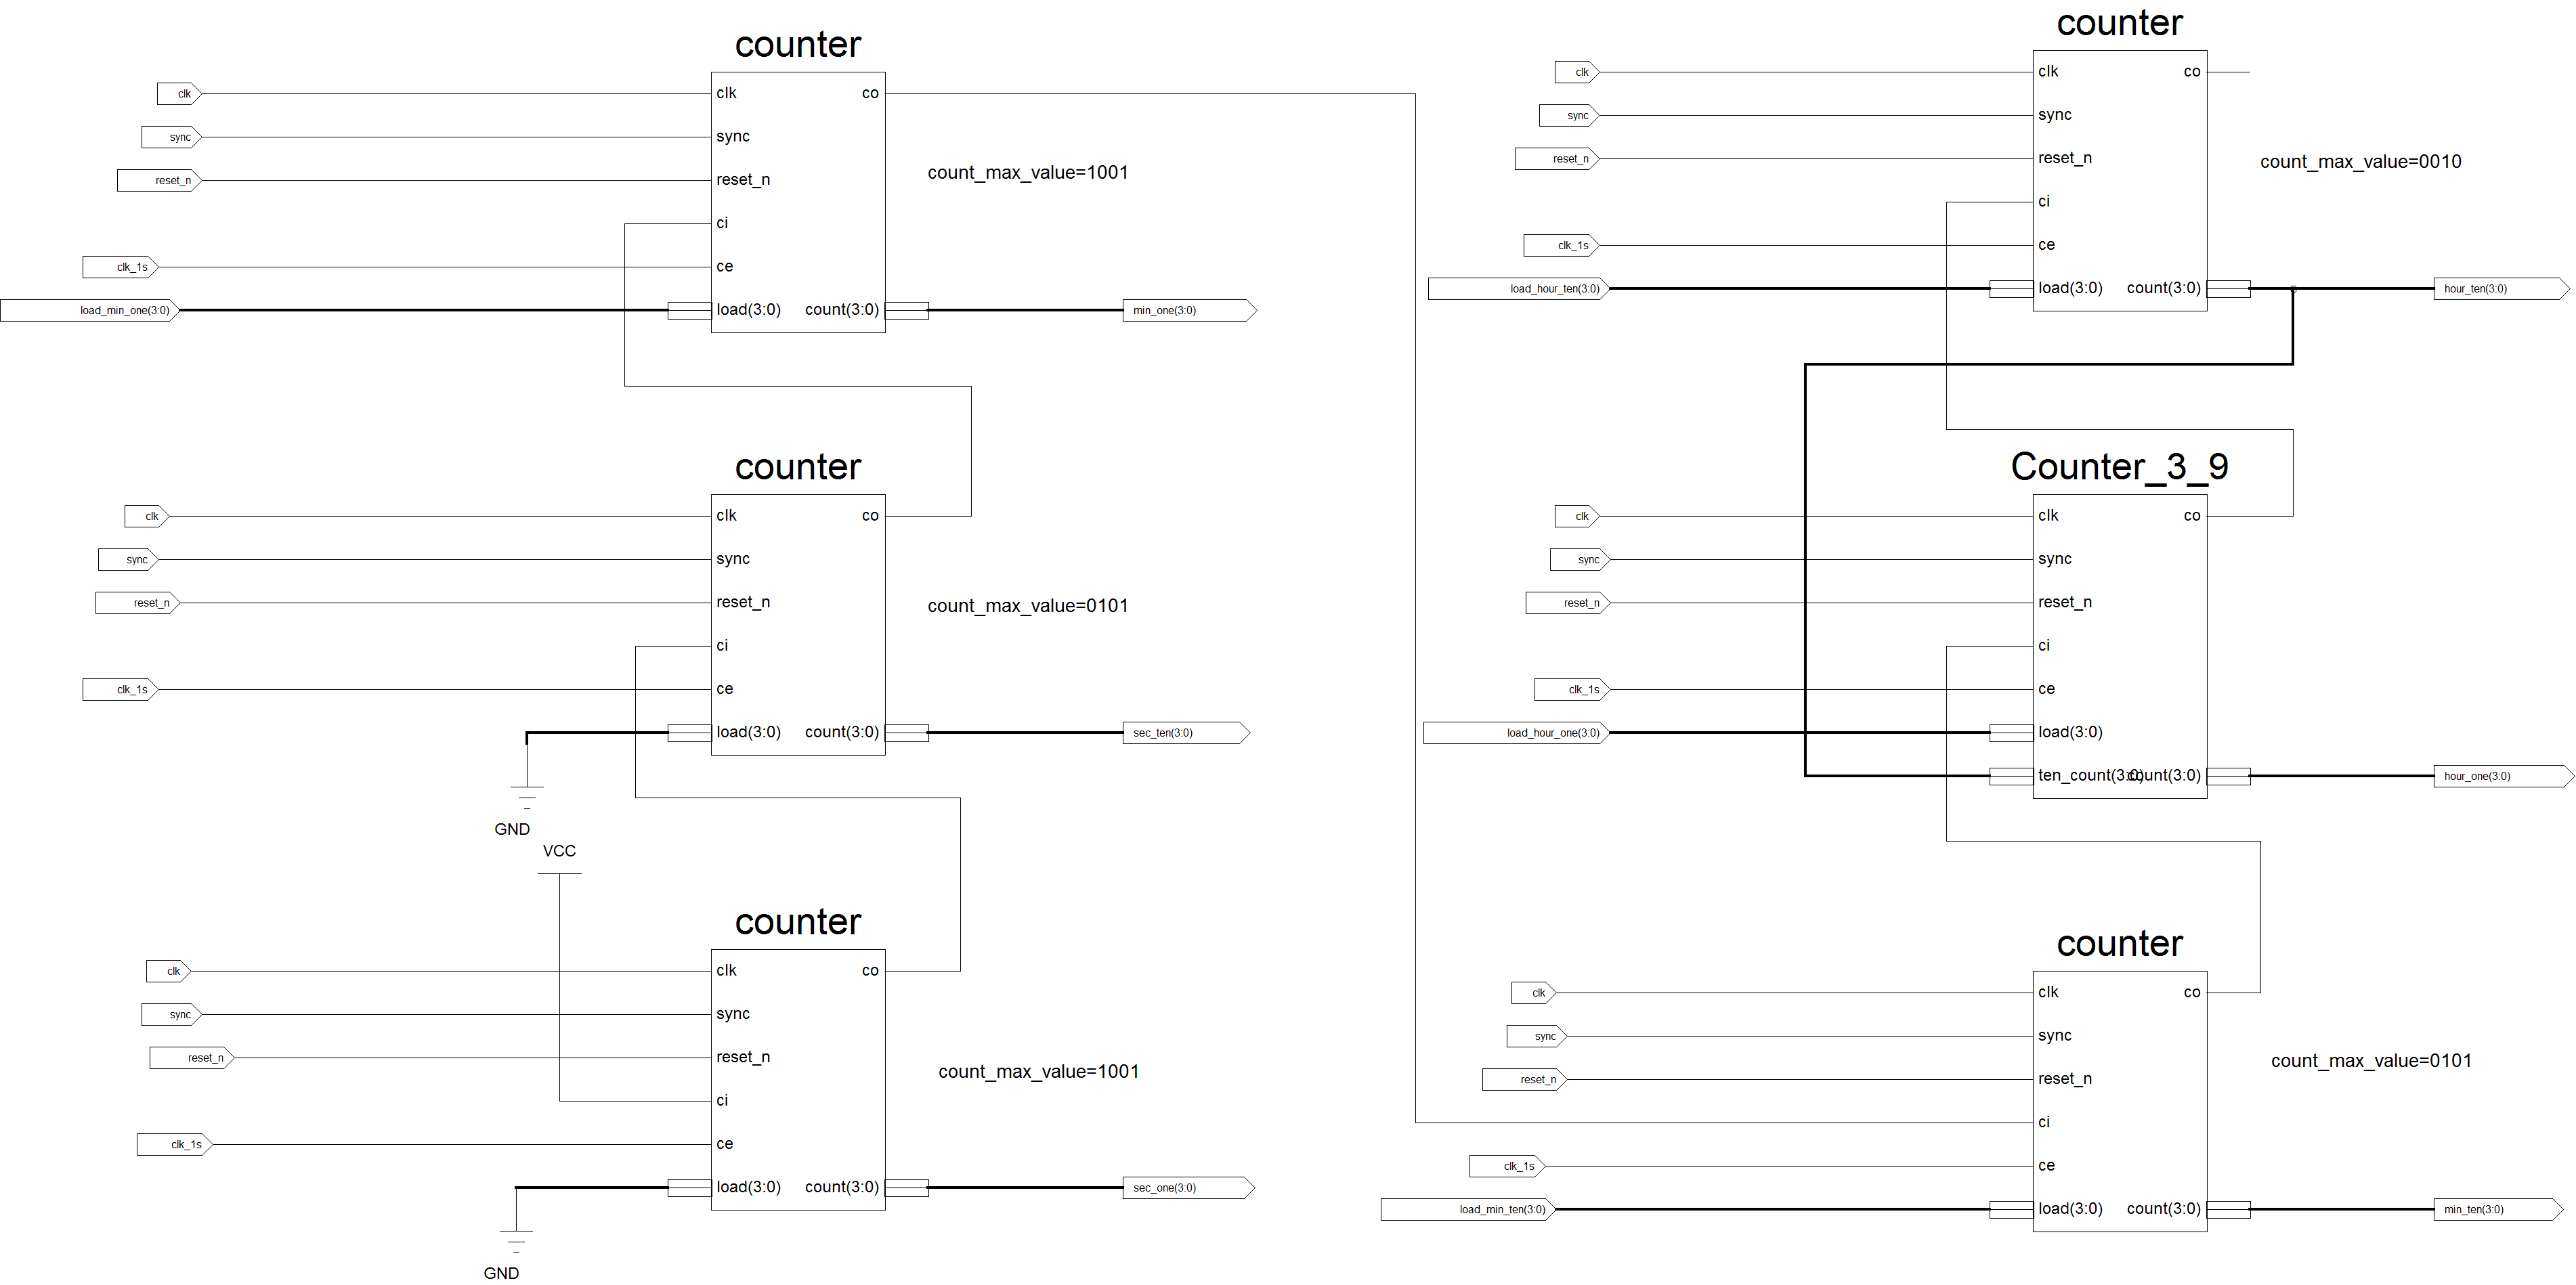 counter
clk
sync
reset_n
clk_1s
load_min_one(3:0)
clk
sync
reset_n
ci
ce
load(3:0)
co
count(3:0)
count_max_value=1001
min_one(3:0)
counter
clk
sync
reset_n
clk_1s
clk
sync
reset_n
ci
ce
load(3:0)
co
count(3:0)
count_max_value=0101
sec_ten(3:0)
GND
VCC
counter
clk
sync
reset_n
clk_1s
clk
sync
reset_n
ci
ce
load(3:0)
co
count(3:0)
count_max_value=1001
sec_one(3:0)
GND
counter
clk
sync
reset_n
clk_1s
load_hour_ten(3:0)
clk
sync
reset_n
ci
ce
load(3:0)
co
count(3:0)
count_max_value=0010
hour_ten(3:0)
Counter_3_9
clk
sync
reset_n
clk_1s
load_hour_one(3:0)
clk
sync
reset_n
ci
ce
load(3:0)
ten_count(3:0)
co
count(3:0)
hour_one(3:0)
counter
clk
sync
reset_n
clk_1s
load_min_ten(3:0)
clk
sync
reset_n
ci
ce
load(3:0)
co
count(3:0)
count_max_value=0101
min_ten(3:0)